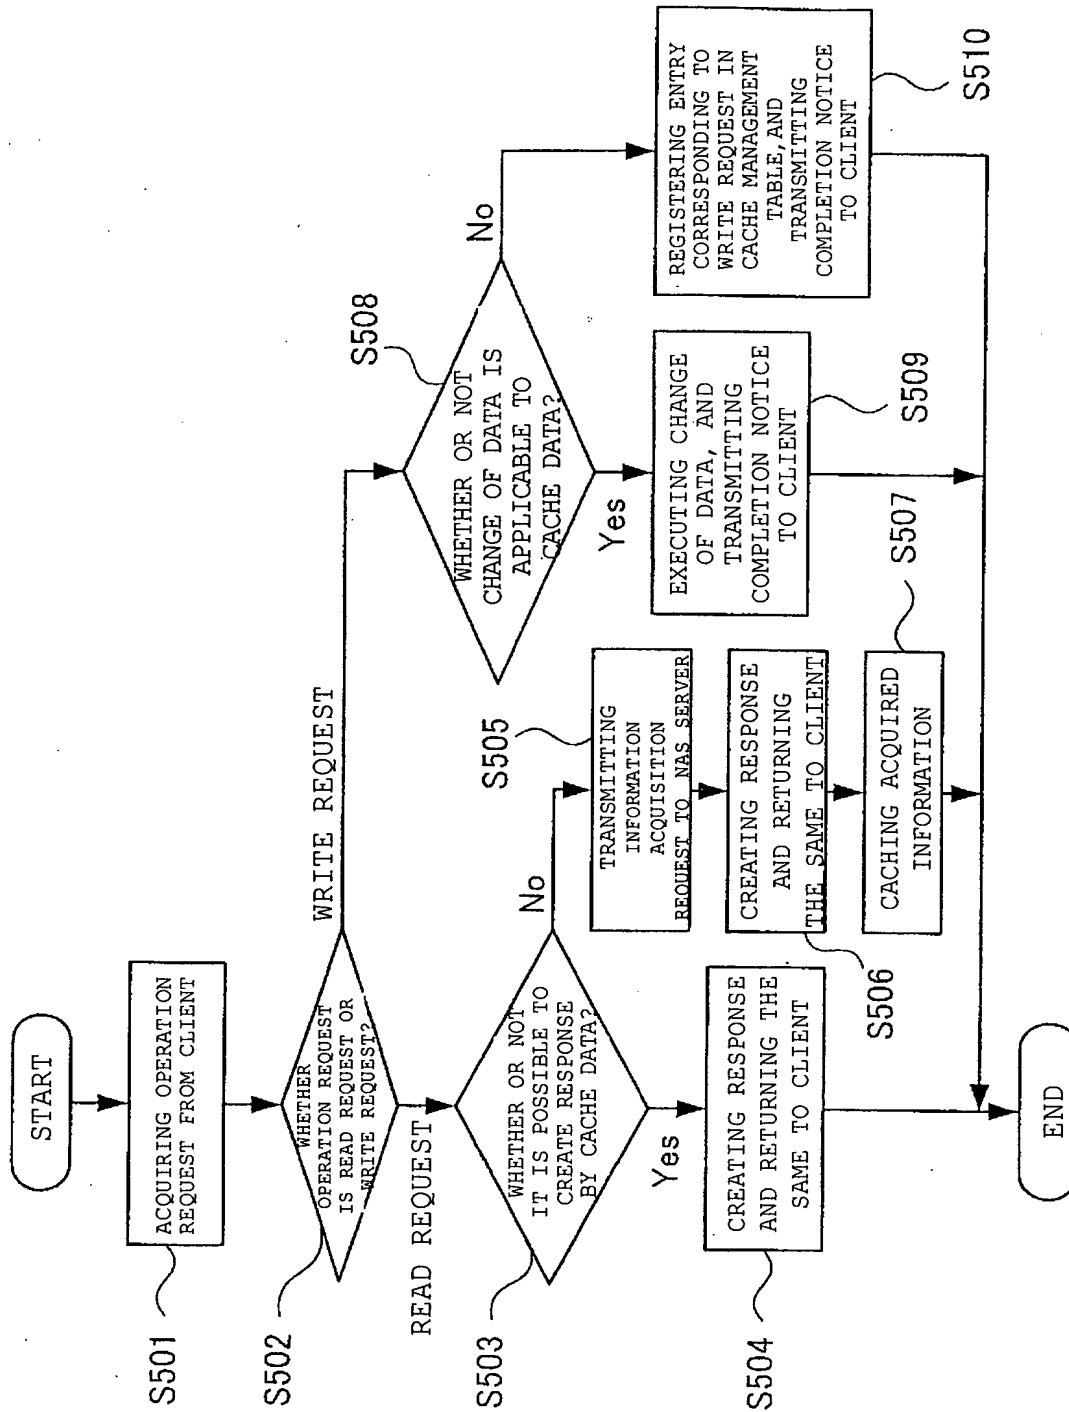 START
ACQUIRING OPERATION
REQUEST FROM CLIENT
S501
WHETHER
OPERATION REQUEST
IS READ REQUEST OR
WRITE REQUEST?
S502
READ REQUEST
WRITE REQUEST
WHETHER OR NOT
IT IS POSSIBLE TO
CREATE RESPONSE
BY CACHE DATA?
S503
Yes
No
CREATING RESPONSE
AND RETURNING THE
SAME TO CLIENT
S504
TRANSMITTING
INFORMATION
ACQUISITION
REQUEST TO NAS SERVER
S505
CREATING RESPONSE
AND RETURNING
THE SAME TO CLIENT
S506
CACHING ACQUIRED
INFORMATION
S507
WHETHER OR NOT
CHANGE OF DATA IS
APPLICABLE TO
CACHE DATA?
S508
Yes
No
EXECUTING CHANGE
OF DATA, AND
TRANSMITTING
COMPLETION NOTICE
TO CLIENT
S509
REGISTERING ENTRY
CORRESPONDING TO
WRITE REQUEST IN
CACHE MANAGEMENT
TABLE,AND
TRANSMITTING
COMPLETION NOTICE
TO CLIENT
S510
END